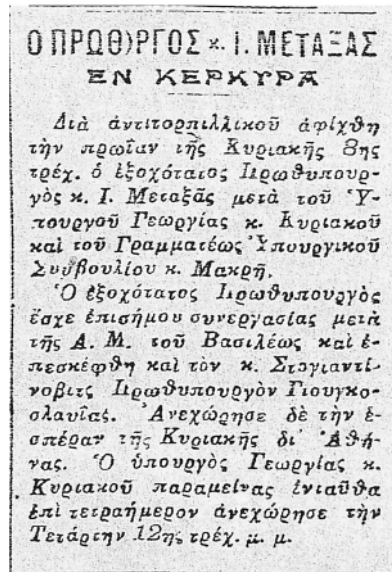 Ο ΠΡΩΘ)ΡΓΟΣ κ. Ι. ΜΕΤΑΞΑΣ
ΕΝ ΚΕΡΚΥΡΑ
Διὰ ἀντιτορπιλλικοῦ ἀφίχθη
τὴν πρωΐαν τῆς Κυριακῆς 8ης
τρέχ. ὁ ἐξοχότατος Πρωθυπουρ-
γὸς κ. Ι. Μεταξᾶς μετὰ τοῦ Ὑ-
πουργοῦ Γεωργίας κ. Κυριακοῦ
καὶ τοῦ Γραμματέως Ὑπουργικοῦ
Συμβουλίου κ. Μακρῆ.
Ὁ ἐξοχότατος Πρωθυπουργὸς
ἔσχε ἐπισήμου συνεργασίας μετὰ
τῆς Α. Μ. τοῦ Βασιλέως καὶ ἐ-
πεσκέφθη καὶ τὸν κ. Στογιαντί-
νοβιτς Πρωθυπουργὸν Γιουγκο-
σλαυΐας. Ἀνεχώρησε δὲ τὴν ἑ-
σπέραν τῆς Κυριακῆς δι' Ἀθή-
νας. Ὁ ὑπουργὸς Γεωργίας κ.
Κυριακοῦ παραμείνας ἐνταῦθα
ἐπὶ τετραήμερον ἀνεχώρησε τὴν
Τετάρτην 12ης τρέχ. μ. μ.